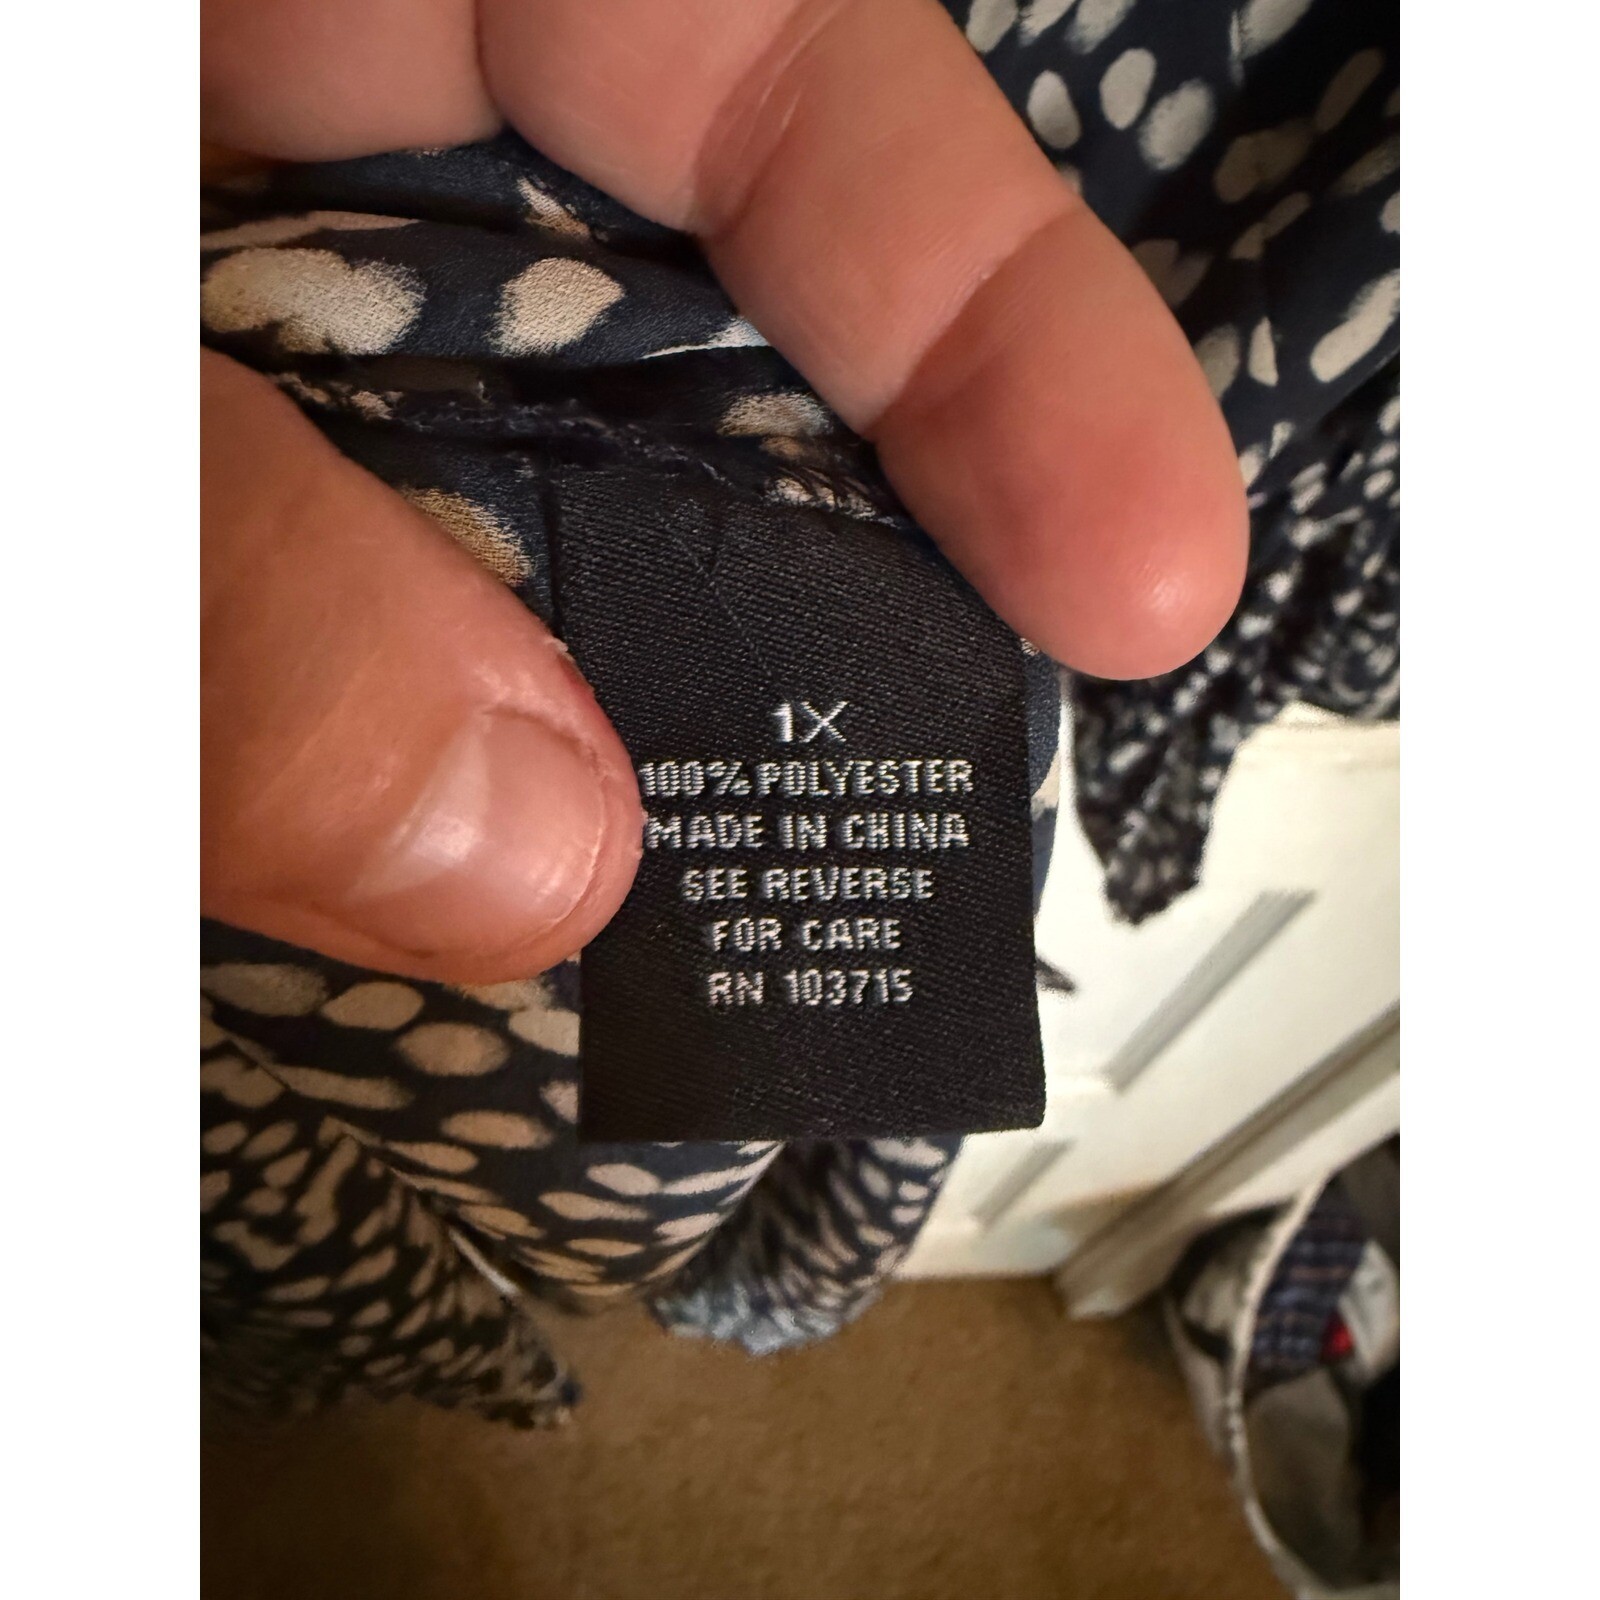 1X
100% POLYESTER
MADE IN CHINA
SEE REVERSE
FOR CARE
RN 103715